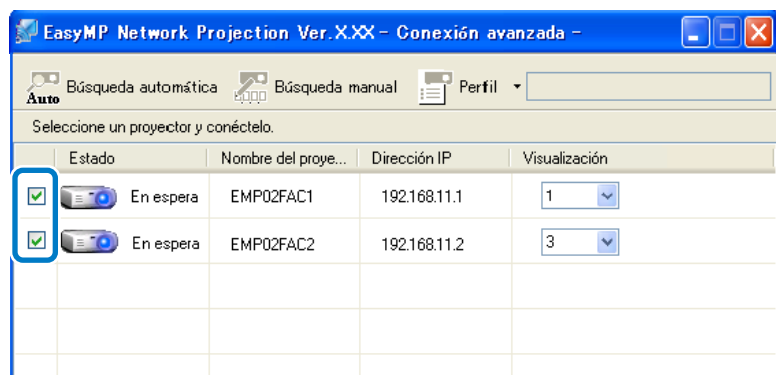 EasyMP Network Projection Ver.X.XX - Conexión avanzada -
Auto Búsqueda automática Búsqueda manual Perfil
Seleccione un proyector y conéctelo.
Estado Nombre del proye... Dirección IP Visualización
En espera EMP02FAC1 192.168.11.1 1
En espera EMP02FAC2 192.168.11.2 3